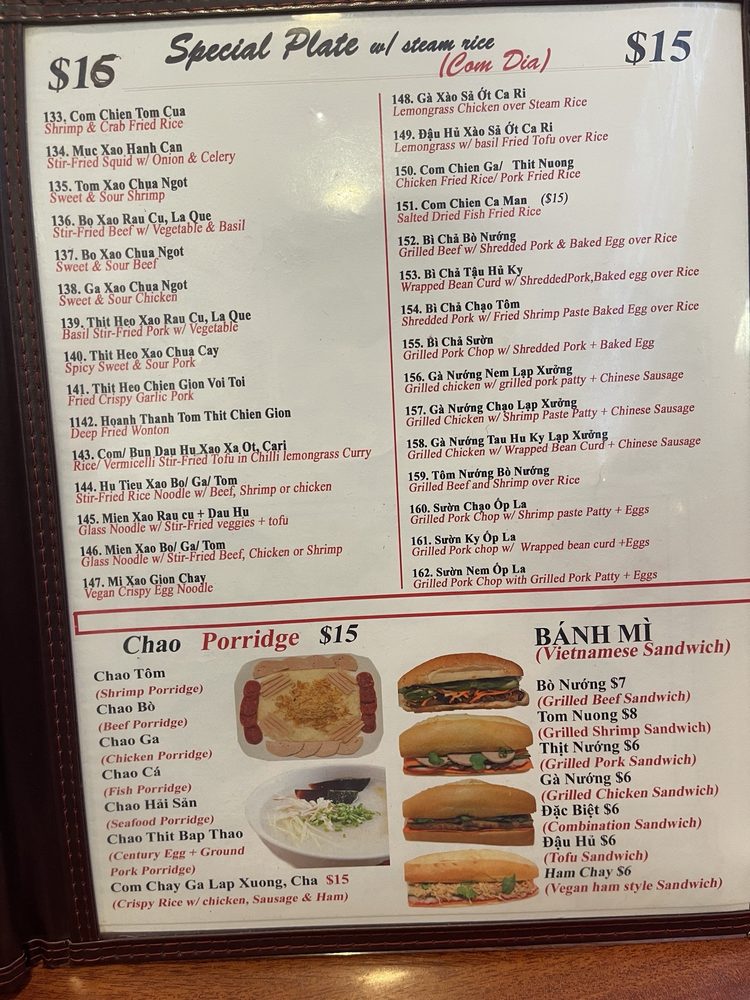 $16
Special Plate w/ steam rice
(Com Dia)
$15
133. Com Chien Tom Cua
Shrimp & Crab Fried Rice
134. Muc Xao Hanh Can
Stir-Fried Squid w/ Onion & Celery
135. Tom Xao Chua Ngot
Sweet & Sour Shrimp
136. Bo Xao Rau Cu, La Que
Stir-Fried Beef w/ Vegetable & Basil
137. Bo Xao Chua Ngot
Sweet & Sour Beef
138. Ga Xao Chua Ngot
Sweet & Sour Chicken
139. Thit Heo Xao Rau Cu, La Que
Basil Stir-Fried Pork w/ Vegetable
140. Thit Heo Xao Chua Cay
Spicy Sweet & Sour Pork
141. Thit Heo Chien Gion Voi Toi
Fried Crispy Garlic Pork
1142. Hoanh Thanh Tom Thit Chien Gion
Deep Fried Wonton
143. Com/ Bun Dau Hu Xao Xa Ot, Cari
Rice/ Vermicelli Stir-Fried Tofu in Chilli lemongrass Curry
144. Hu Tieu Xao Bo/ Ga/ Tom
Stir-Fried Rice Noodle w/ Beef, Shrimp or chicken
145. Mien Xao Rau cu + Dau Hu
Glass Noodle w/ Stir-Fried veggies + tofu
146. Mien Xao Bo/ Ga/ Tom
Glass Noodle w/ Stir-Fried Beef, Chicken or Shrimp
147. Mi Xao Gion Chay
Vegan Crispy Egg Noodle
148. Gà Xào Sả Ớt Ca Ri
Lemongrass Chicken over Steam Rice
149. Đậu Hủ Xào Sả Ớt Ca Ri
Lemongrass w/ basil Fried Tofu over Rice
150. Com Chien Ga/ Thit Nuong
Chicken Fried Rice/ Pork Fried Rice
151. Com Chien Ca Man ($15)
Salted Dried Fish Fried Rice
152. Bì Chả Bò Nướng
Grilled Beef w/ Shredded Pork & Baked Egg over Rice
153. Bì Chả Tậu Hủ Ky
Wrapped Bean Curd w/ ShreddedPork,Baked egg over Rice
154. Bì Chả Chạo Tôm
Shredded Pork w/ Fried Shrimp Paste Baked Egg over Rice
155. Bì Chả Sườn
Grilled Pork Chop w/ Shredded Pork + Baked Egg
156. Gà Nướng Nem Lạp Xưởng
Grilled chicken w/ grilled pork patty + Chinese Sausage
157. Gà Nướng Chạo Lạp Xưởng
Grilled Chicken w/ Shrimp Paste Patty + Chinese Sausage
158. Gà Nướng Tau Hu Ky Lạp Xưởng
Grilled Chicken w/ Wrapped Bean Curd + Chinese Sausage
159. Tôm Nướng Bò Nướng
Grilled Beef and Shrimp over Rice
160. Sườn Chạo Ốp La
Grilled Pork Chop w/ Shrimp paste Patty + Eggs
161. Sườn Ky Ốp La
Grilled Pork chop w/ Wrapped bean curd +Eggs
162. Sườn Nem Ốp La
Grilled Pork Chop with Grilled Pork Patty + Eggs
Chao Porridge $15
Chao Tôm
(Shrimp Porridge)
Chao Bò
(Beef Porridge)
Chao Ga
(Chicken Porridge)
Chao Cá
(Fish Porridge)
Chao Hải Săn
(Seafood Porridge)
Chao Thit Bap Thao
(Century Egg + Ground
Pork Porridge)
Com Chay Ga Lap Xuong, Cha $15
(Crispy Rice w/ chicken, Sausage & Ham)
BÁNH MÌ
(Vietnamese Sandwich)
Bò Nướng $7
(Grilled Beef Sandwich)
Tom Nuong $8
(Grilled Shrimp Sandwich)
Thịt Nướng $6
(Grilled Pork Sandwich)
Gà Nướng $6
(Grilled Chicken Sandwich)
Đặc Biệt $6
(Combination Sandwich)
Đậu Hủ $6
(Tofu Sandwich)
Ham Chay $6
(Vegan ham style Sandwich)